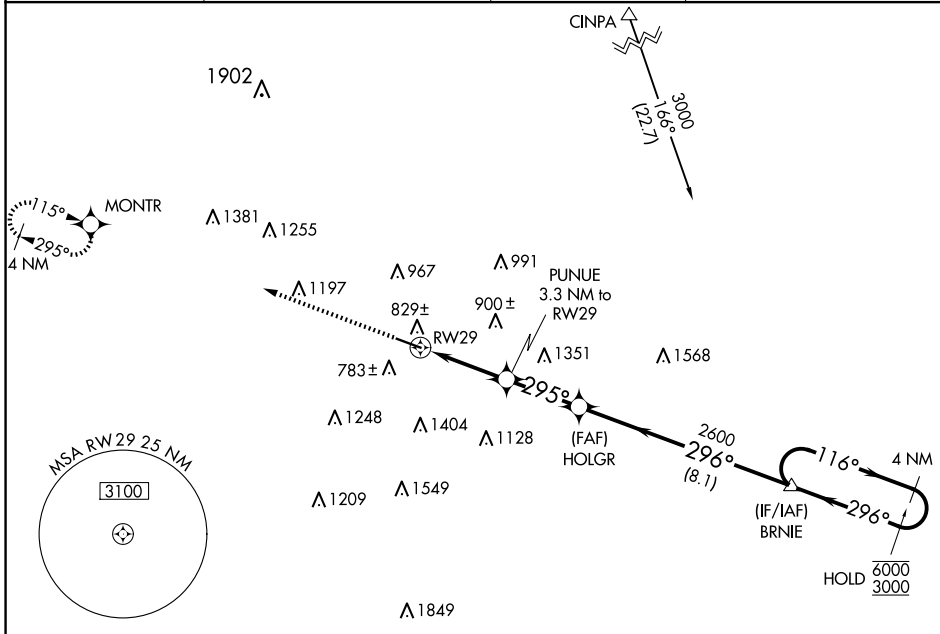 CINPA
3000
166°
(22.7)
1902
MONTR
115°
295°
4 NM
1381
1255
1197
967
991
829±
900±
PUNUE
3.3 NM to
RW29
RW29
783±
1351
1568
295°
1248
1404
1128
(FAF)
HOLGR
2600
296°
(8.1)
116°
4 NM
296°
(IF/IAF)
BRNIE
HOLD
6000
3000
MSA RW 29 25 NM
3100
1209
1549
1849